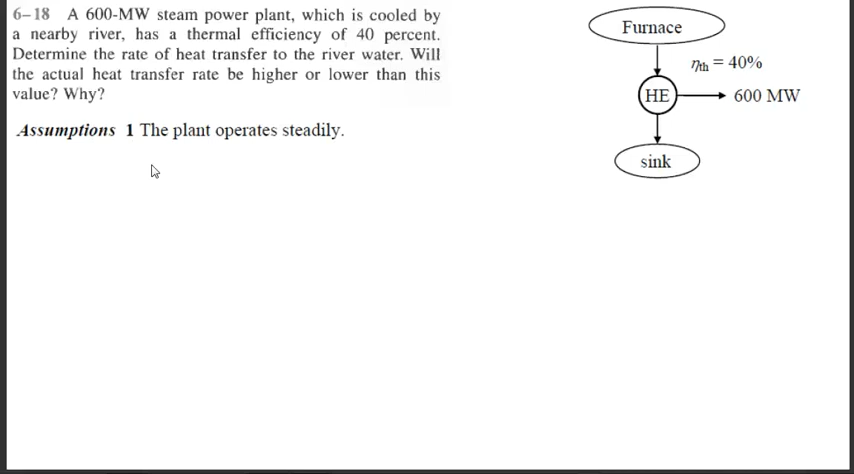 6–18 A 600-MW steam power plant, which is cooled by
a nearby river, has a thermal efficiency of 40 percent.
Determine the rate of heat transfer to the river water. Will
the actual heat transfer rate be higher or lower than this
value? Why?
Assumptions 1 The plant operates steadily.
Furnace
ηth = 40%
HE
600 MW
sink